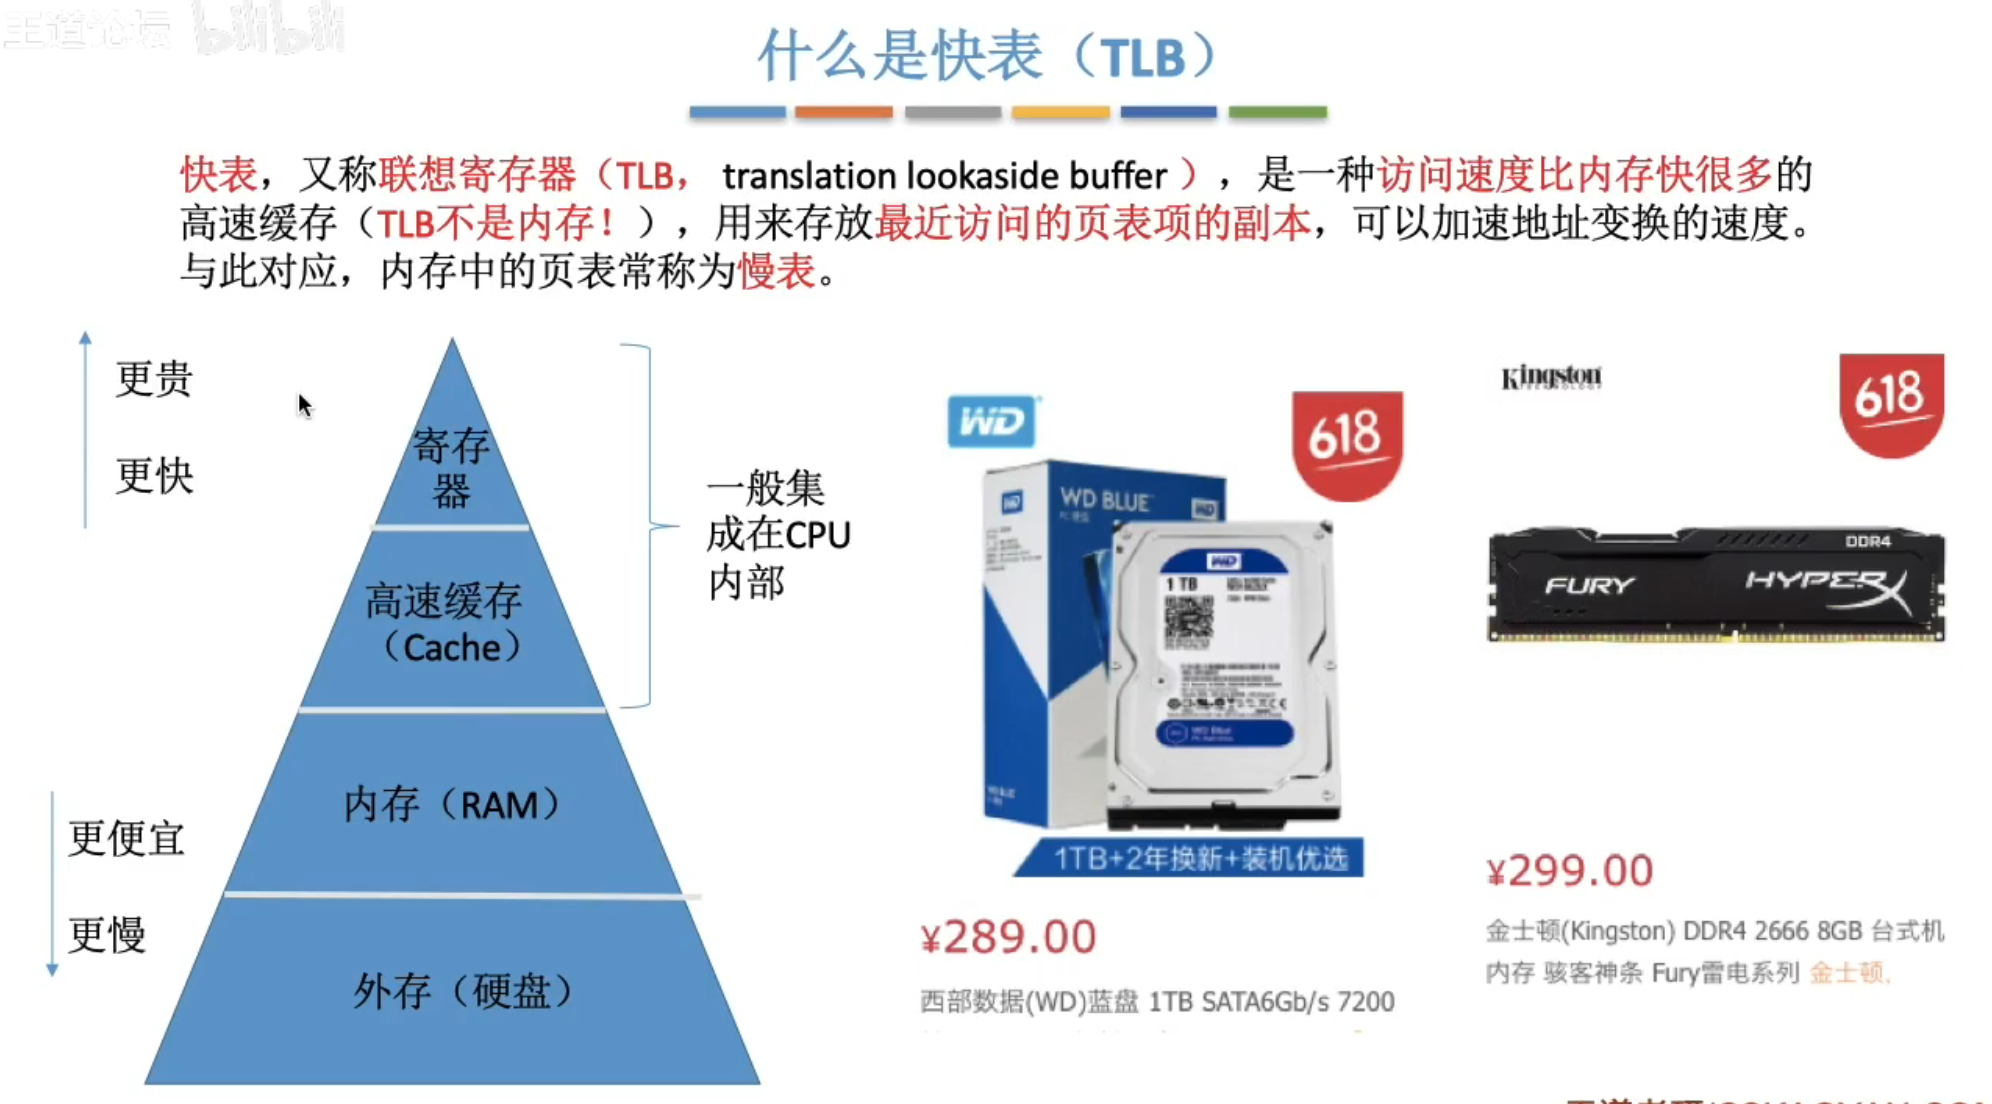 王道论坛 bilibili
什么是快表（TLB）
快表，又称联想寄存器（TLB， translation lookaside buffer ），是一种访问速度比内存快很多的
高速缓存（TLB不是内存！），用来存放最近访问的页表项的副本，可以加速地址变换的速度。
与此对应，内存中的页表常称为慢表。
更贵
更快
更便宜
更慢
寄存
器
高速缓存
（Cache）
内存（RAM）
外存（硬盘）
一般集
成在CPU
内部
WD
618
WD BLUE
WD
WD
WD
1 TB
WD Blue
1TB+2年换新+装机优选
¥289.00
西部数据(WD)蓝盘 1TB SATA6Gb/s 7200
Kingston
TECHNOLOGY
618
DDR4
FURY
HYPERX
¥299.00
金士顿(Kingston) DDR4 2666 8GB 台式机
内存 骇客神条 Fury雷电系列 金士顿,